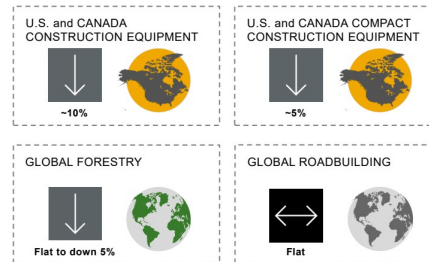 U.S. and CANADA
CONSTRUCTION EQUIPMENT
~10%
U.S. and CANADA COMPACT
CONSTRUCTION EQUIPMENT
~5%
GLOBAL FORESTRY
Flat to down 5%
GLOBAL ROADBUILDING
Flat